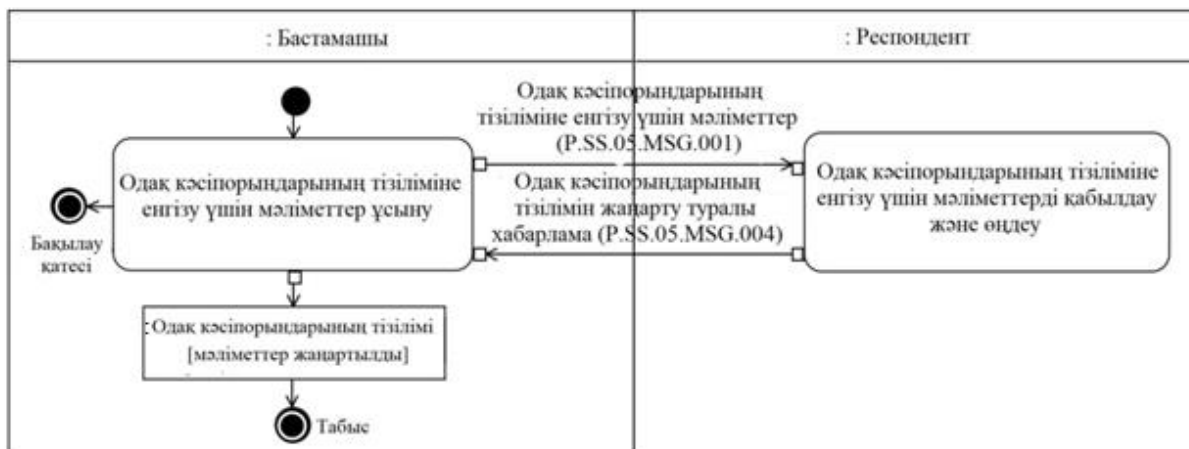 : Бастамашы
: Респондент
Одақ кәсіпорындарының
тізіліміне енгізу үшін мәліметтер
(P.SS.05.MSG.001)
Одақ кәсіпорындарының тізіліміне
енгізу үшін мәліметтер ұсыну
Одақ кәсіпорындарының
тізілімін жаңарту туралы
хабарлама (P.SS.05.MSG.004)
Одақ кәсіпорындарының тізіліміне
енгізу үшін мәліметтерді қабылдау
және өңдеу
Бақылау
қатесі
:Одақ кәсіпорындарының тізілімі
[мәліметтер жаңартылды]
Табыс